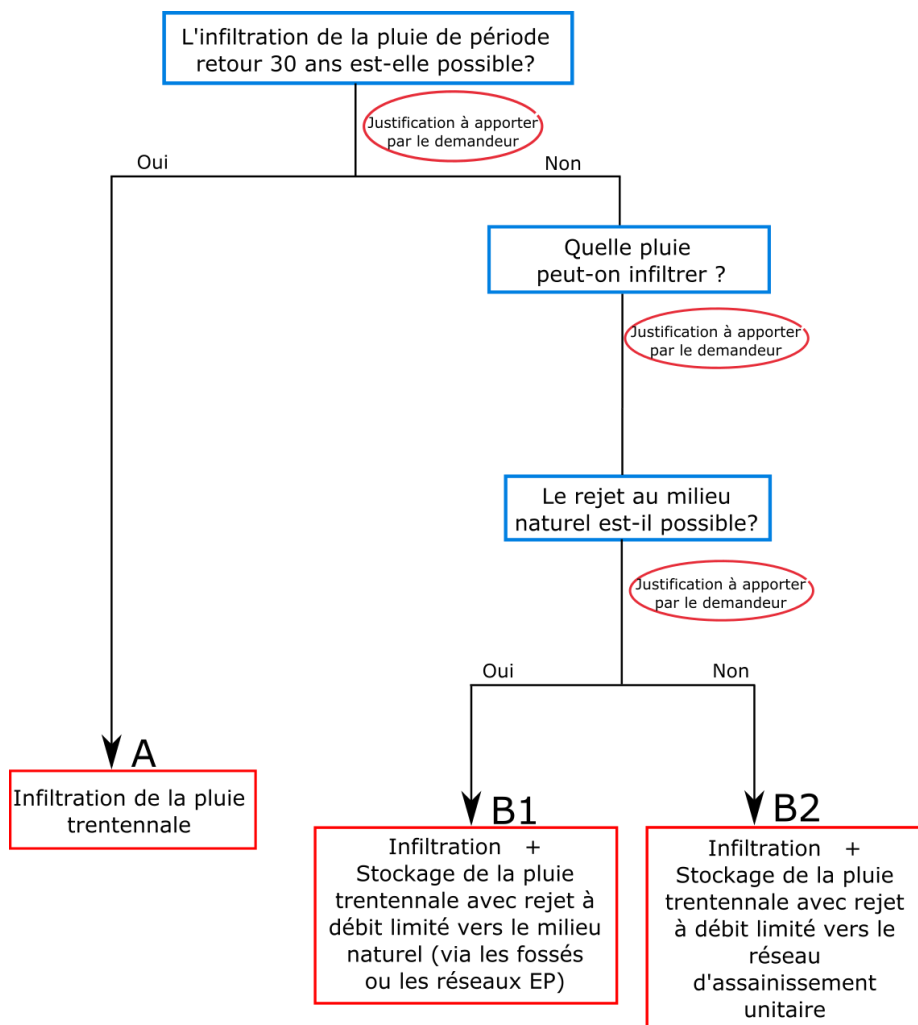 L'infiltration de la pluie de période
retour 30 ans est-elle possible?
Justification à apporter
par le demandeur
Oui
Non
Quelle pluie
peut-on infiltrer ?
Justification à apporter
par le demandeur
Le rejet au milieu
naturel est-il possible?
Justification à apporter
par le demandeur
Oui
Non
A
Infiltration de la pluie
trentennale
B1
Infiltration +
Stockage de la pluie
trentennale avec rejet à
débit limité vers le milieu
naturel (via les fossés
ou les réseaux EP)
B2
Infiltration +
Stockage de la pluie
trentennale avec rejet
à débit limité vers le
réseau
d'assainissement
unitaire